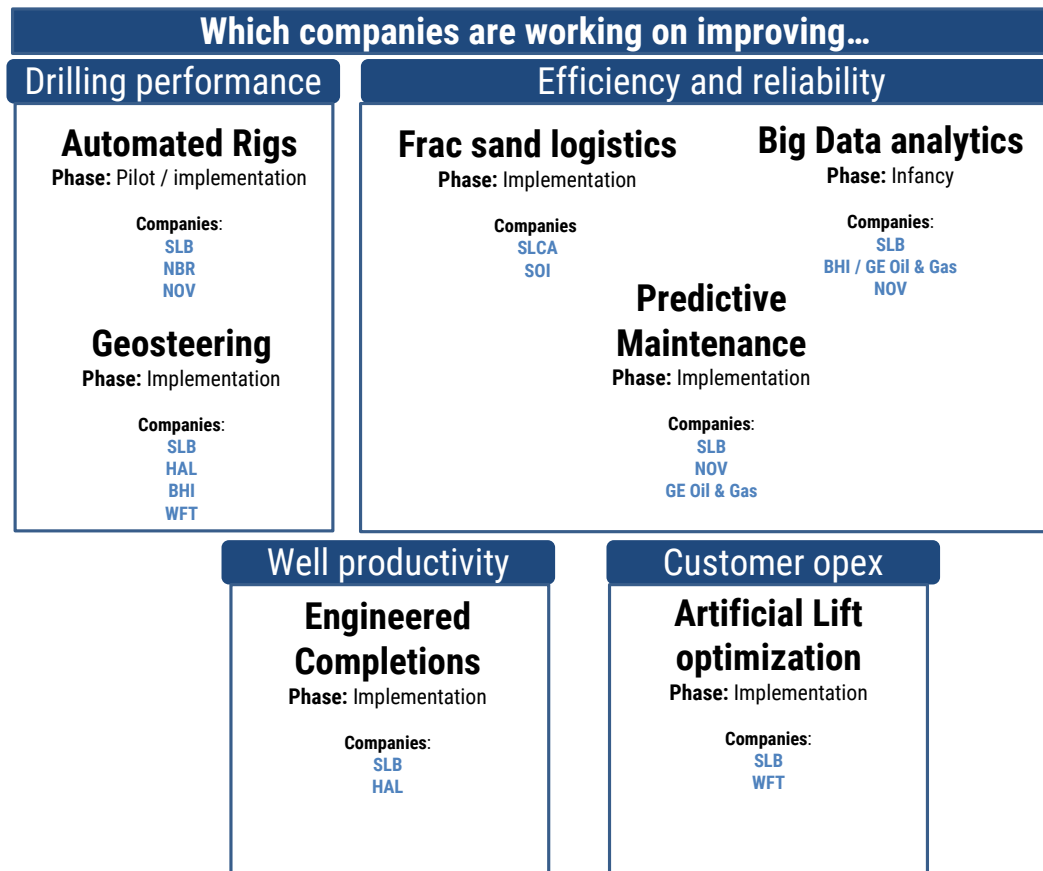 Which companies are working on improving…
Drilling performance
Automated Rigs
Phase: Pilot / implementation
Companies:
SLB
NBR
NOV
Geosteering
Phase: Implementation
Companies:
SLB
HAL
BHI
WFT
Efficiency and reliability
Frac sand logistics
Phase: Implementation
Companies
SLCA
SOI
Big Data analytics
Phase: Infancy
Companies:
SLB
BHI / GE Oil & Gas
NOV
Predictive
Maintenance
Phase: Implementation
Companies:
SLB
NOV
GE Oil & Gas
Well productivity
Engineered
Completions
Phase: Implementation
Companies:
SLB
HAL
Customer opex
Artificial Lift
optimization
Phase: Implementation
Companies:
SLB
WFT